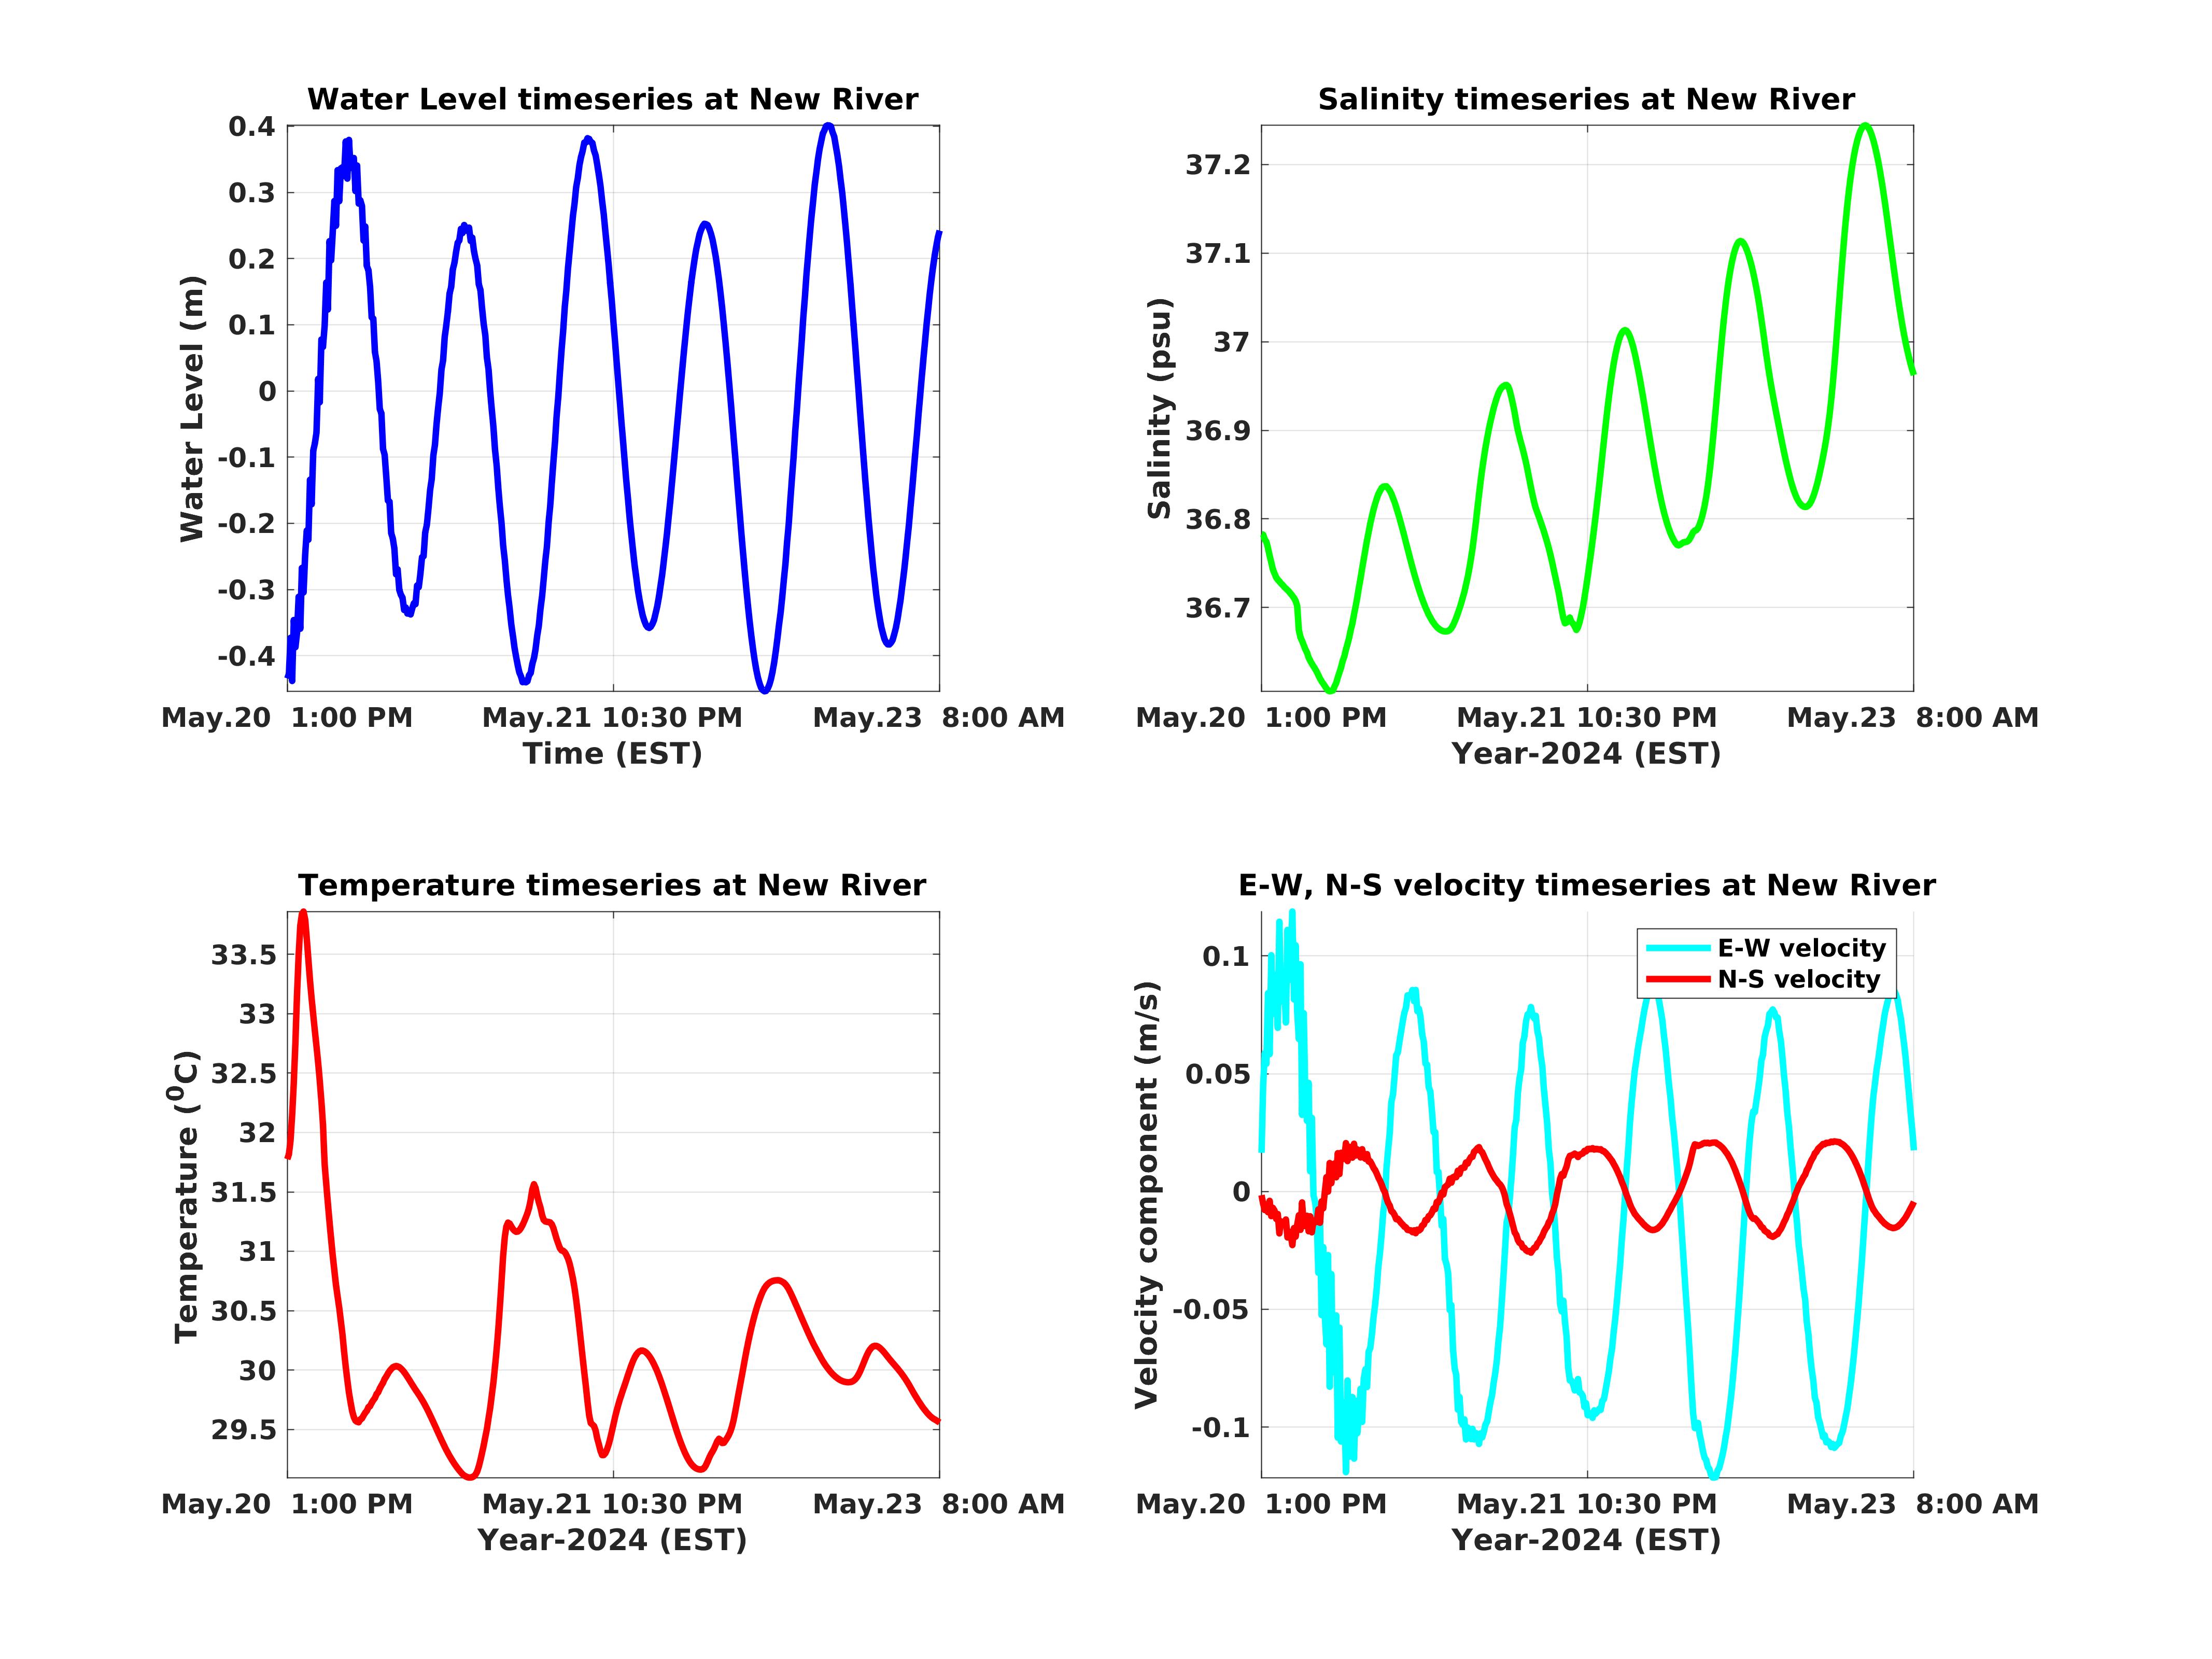 Water Level timeseries at New River
0.4
0.3
0.2
0.1
0
-0.1
-0.2
-0.3
-0.4
Water Level (m)
May.20 1:00 PM May.21 10:30 PM May.23 8:00 AM
Time (EST)
Salinity timeseries at New River
37.2
37.1
37
36.9
36.8
36.7
Salinity (psu)
May.20 1:00 PM May.21 10:30 PM May.23 8:00 AM
Year-2024 (EST)
Temperature timeseries at New River
33.5
33
32.5
32
31.5
31
30.5
30
29.5
Temperature (⁰C)
May.20 1:00 PM May.21 10:30 PM May.23 8:00 AM
Year-2024 (EST)
E-W, N-S velocity timeseries at New River
E-W velocity
N-S velocity
0.1
0.05
0
-0.05
-0.1
Velocity component (m/s)
May.20 1:00 PM May.21 10:30 PM May.23 8:00 AM
Year-2024 (EST)